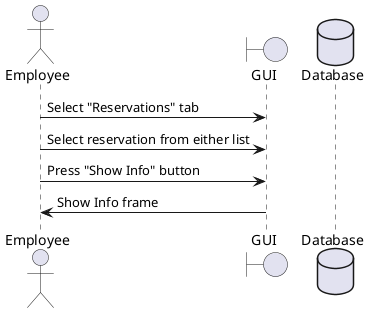 Employee GUI Database
Select "Reservations" tab
Select reservation from either list
Press "Show Info" button
Show Info frame
Employee GUI Database